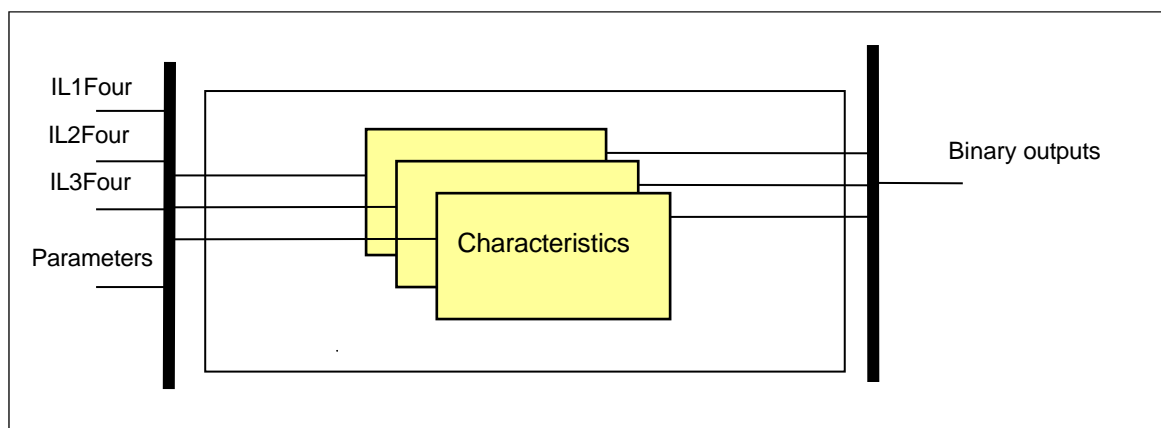 IL1Four
IL2Four
IL3Four
Parameters
Characteristics
Binary outputs